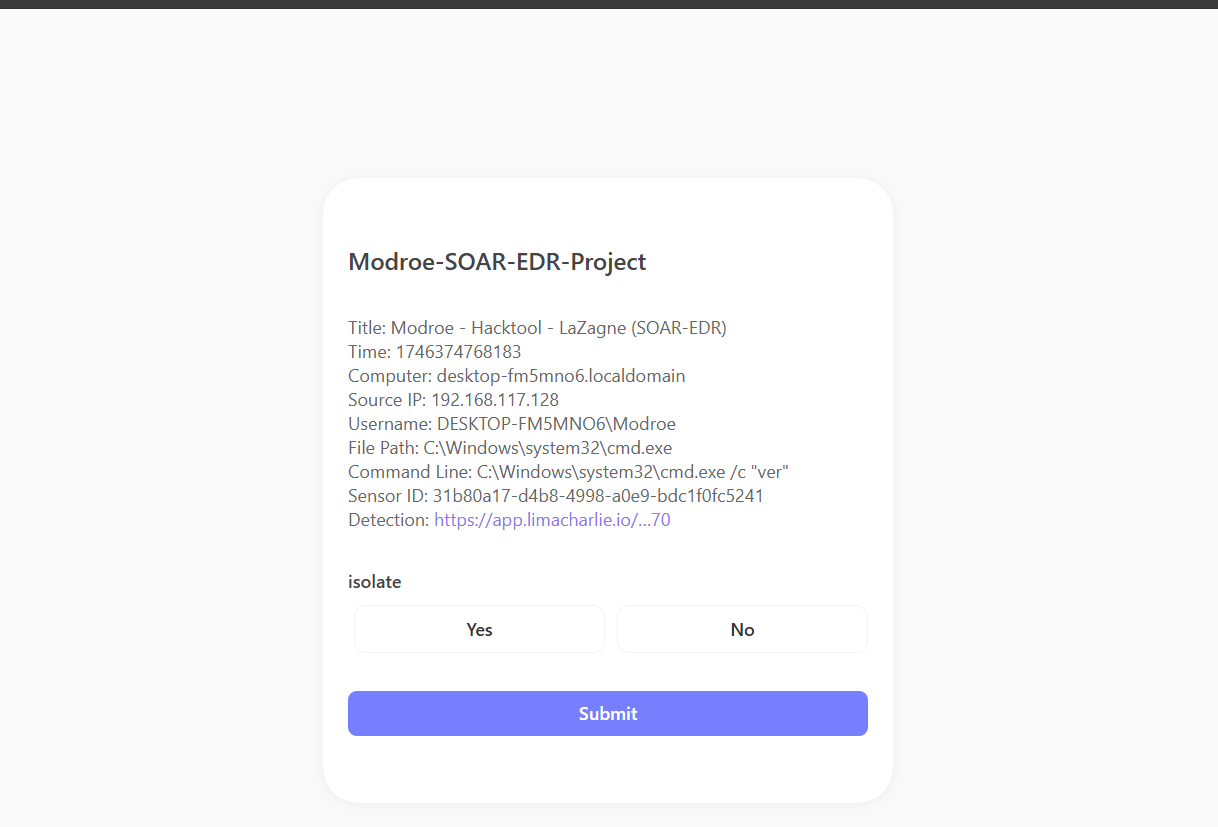 Modroe-SOAR-EDR-Project
Title: Modroe - Hacktool - LaZagne (SOAR-EDR)
Time: 1746374768183
Computer: desktop-fm5mno6.localdomain
Source IP: 192.168.117.128
Username: DESKTOP-FM5MNO6\Modroe
File Path: C:\Windows\system32\cmd.exe
Command Line: C:\Windows\system32\cmd.exe /c "ver"
Sensor ID: 31b80a17-d4b8-4998-a0e9-bdc1f0fc5241
Detection: https://app.limacharlie.io/...70
isolate
Yes
No
Submit